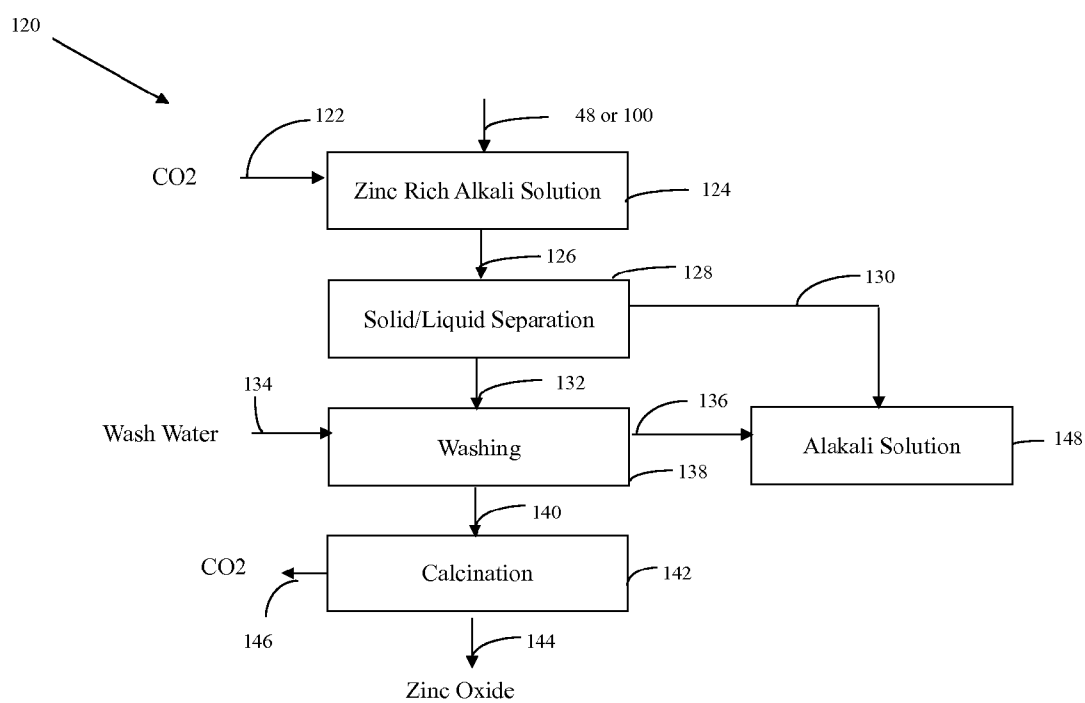 120
122
48 or 100
CO2
Zinc Rich Alkali Solution
124
126
128
130
Solid/Liquid Separation
132
134
136
Wash Water
Washing
Alakali Solution
148
138
140
CO2
Calcination
142
146
144
Zinc Oxide